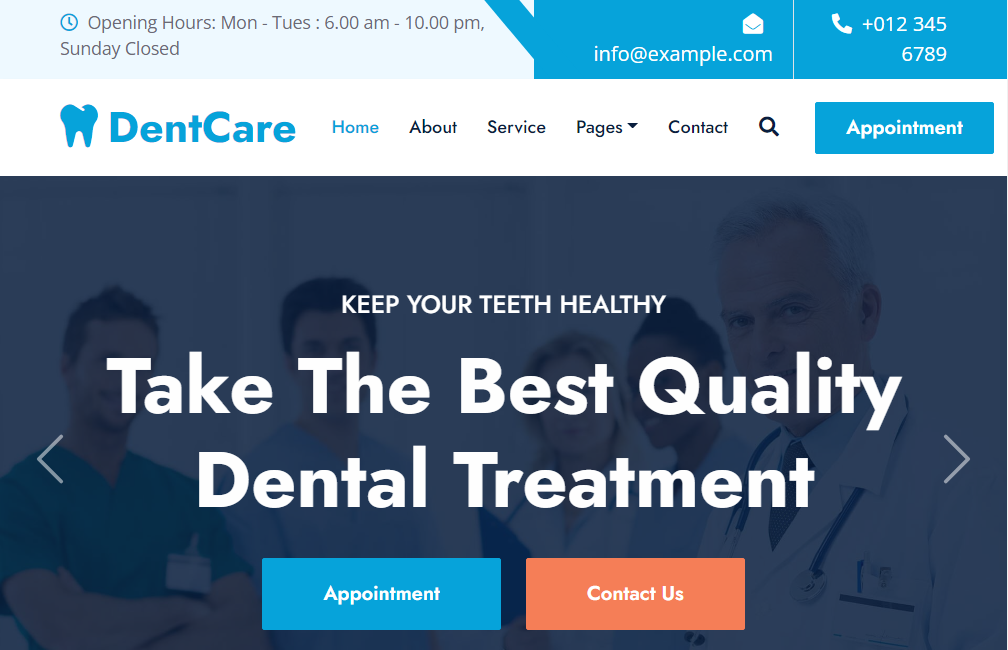 Opening Hours: Mon - Tues : 6.00 am - 10.00 pm,
Sunday Closed
info@example.com
+012 345
6789
DentCare
Home
About
Service
Pages
Contact
Appointment
KEEP YOUR TEETH HEALTHY
Take The Best Quality
Dental Treatment
Appointment
Contact Us